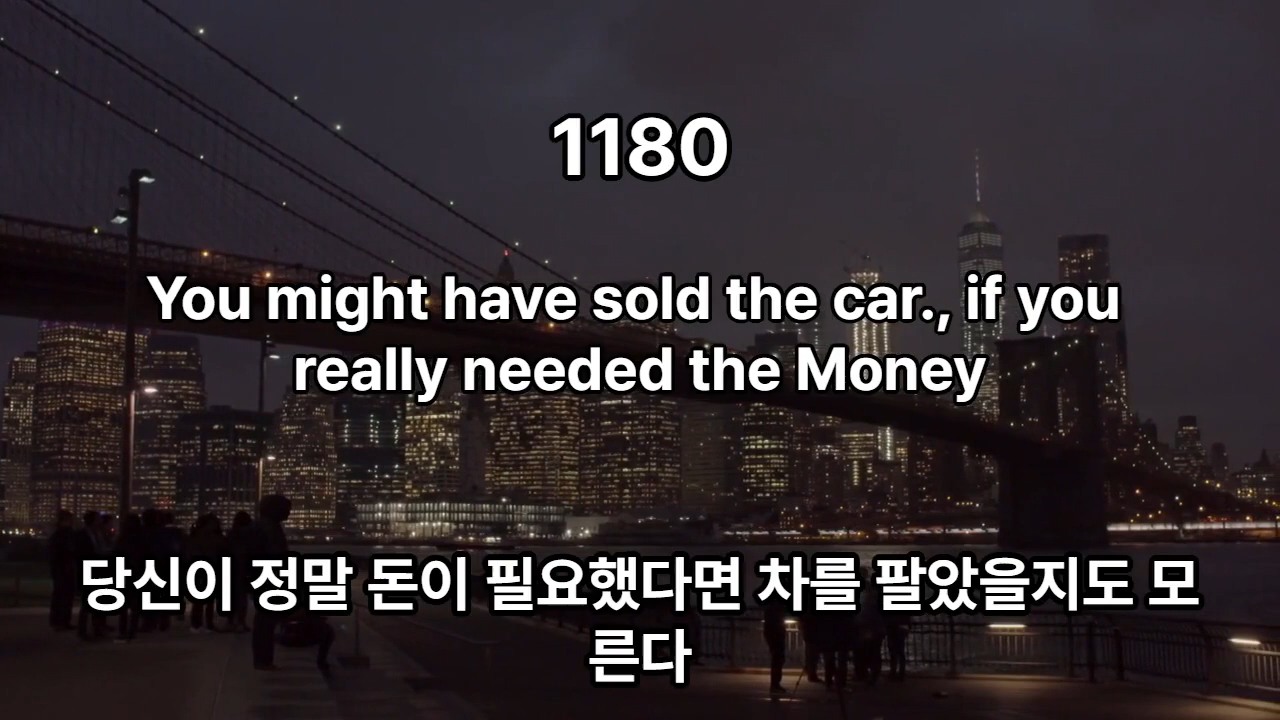 1180
You might have sold the car., if you
really needed the Money
당신이 정말 돈이 필요했다면 차를 팔았을지도 모
른다